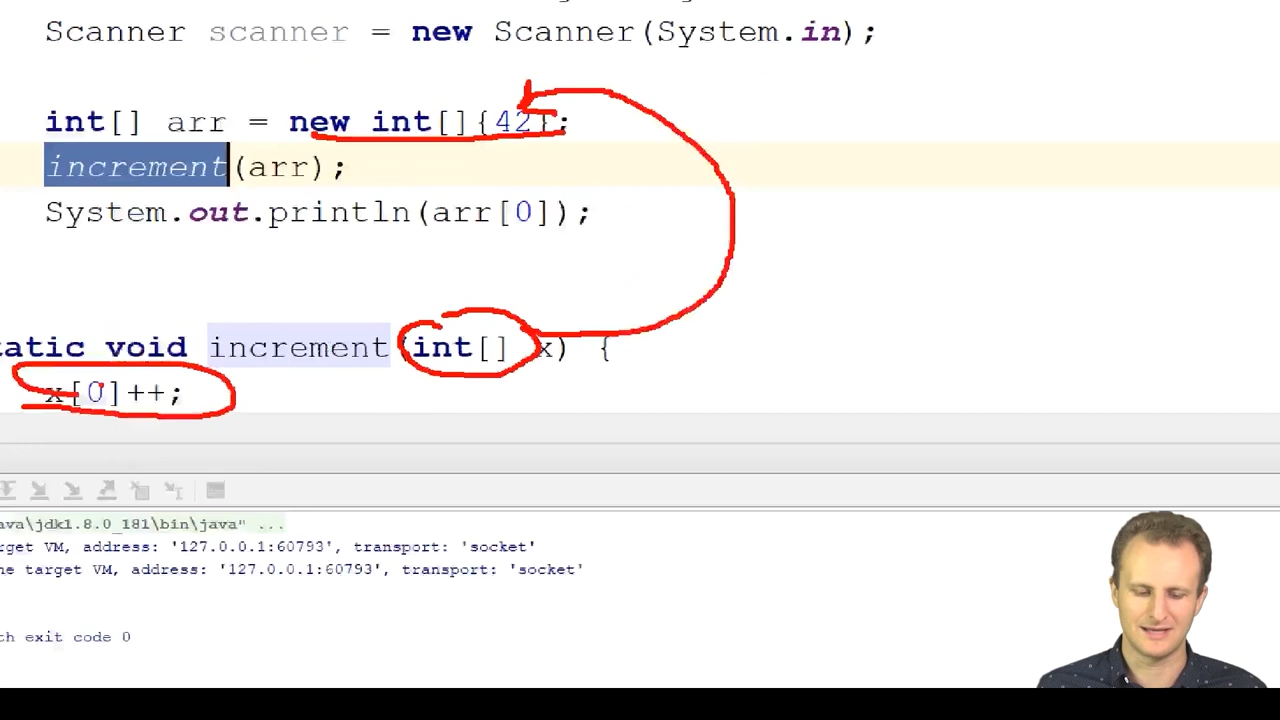 Scanner scanner = new Scanner(System.in);
int[] arr = new int[]{42};
increment(arr);
System.out.println(arr[0]);
tatic void increment(int[] x) {
x[0]++;
ava\jdk1.8.0_181\bin\java" ...
rget VM, address: '127.0.0.1:60793', transport: 'socket'
he target VM, address: '127.0.0.1:60793', transport: 'socket'
th exit code 0